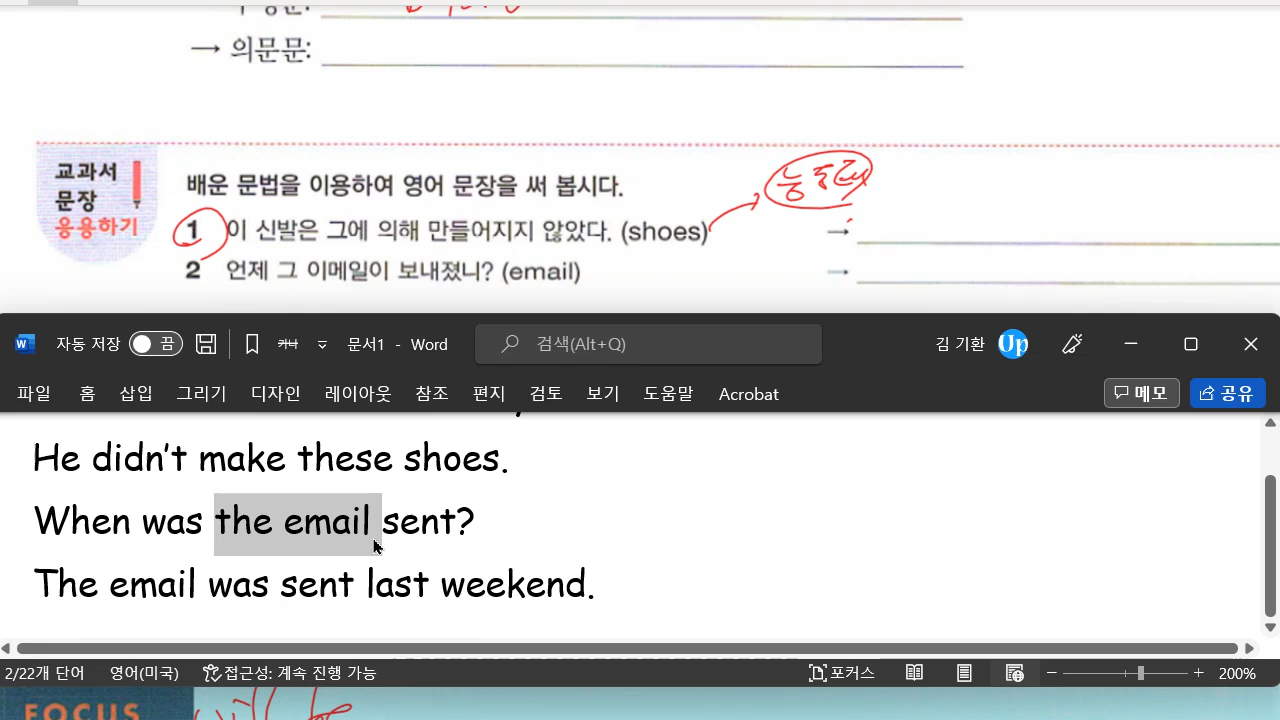 → 의문문:
교과서
문장
응용하기
배운 문법을 이용하여 영어 문장을 써 봅시다.
능동태
1 이 신발은 그에 의해 만들어지지 않았다. (shoes) →
2 언제 그 이메일이 보내졌니? (email) →
자동 저장 끔 문서1 - Word 검색(Alt+Q) 김 기환 Up
파일 홈 삽입 그리기 디자인 레이아웃 참조 편지 검토 보기 도움말 Acrobat 메모 공유
He didn't make these shoes.
When was the email sent?
The email was sent last weekend.
2/22개 단어 영어(미국) 접근성: 계속 진행 가능 포커스 200%
FOCUS will be